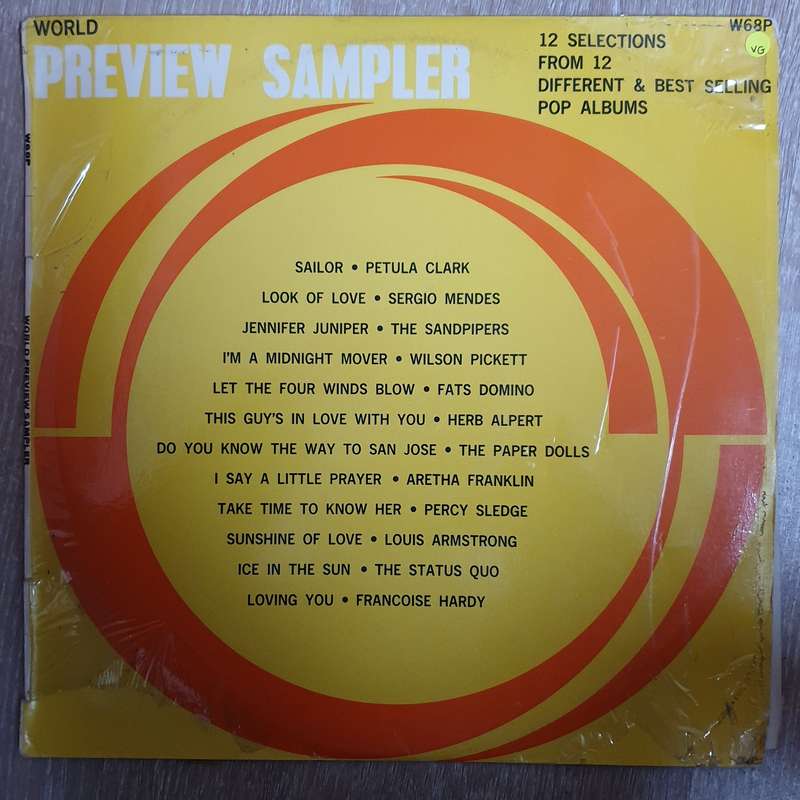 WORLD
PREVIEW SAMPLER
W68P
VG
12 SELECTIONS
FROM 12
DIFFERENT & BEST SELLING
POP ALBUMS
W68P
WORLD PREVIEW SAMPLER
SAILOR • PETULA CLARK
LOOK OF LOVE • SERGIO MENDES
JENNIFER JUNIPER • THE SANDPIPERS
I'M A MIDNIGHT MOVER • WILSON PICKETT
LET THE FOUR WINDS BLOW • FATS DOMINO
THIS GUY'S IN LOVE WITH YOU • HERB ALPERT
DO YOU KNOW THE WAY TO SAN JOSE • THE PAPER DOLLS
I SAY A LITTLE PRAYER • ARETHA FRANKLIN
TAKE TIME TO KNOW HER • PERCY SLEDGE
SUNSHINE OF LOVE • LOUIS ARMSTRONG
ICE IN THE SUN • THE STATUS QUO
LOVING YOU • FRANCOISE HARDY